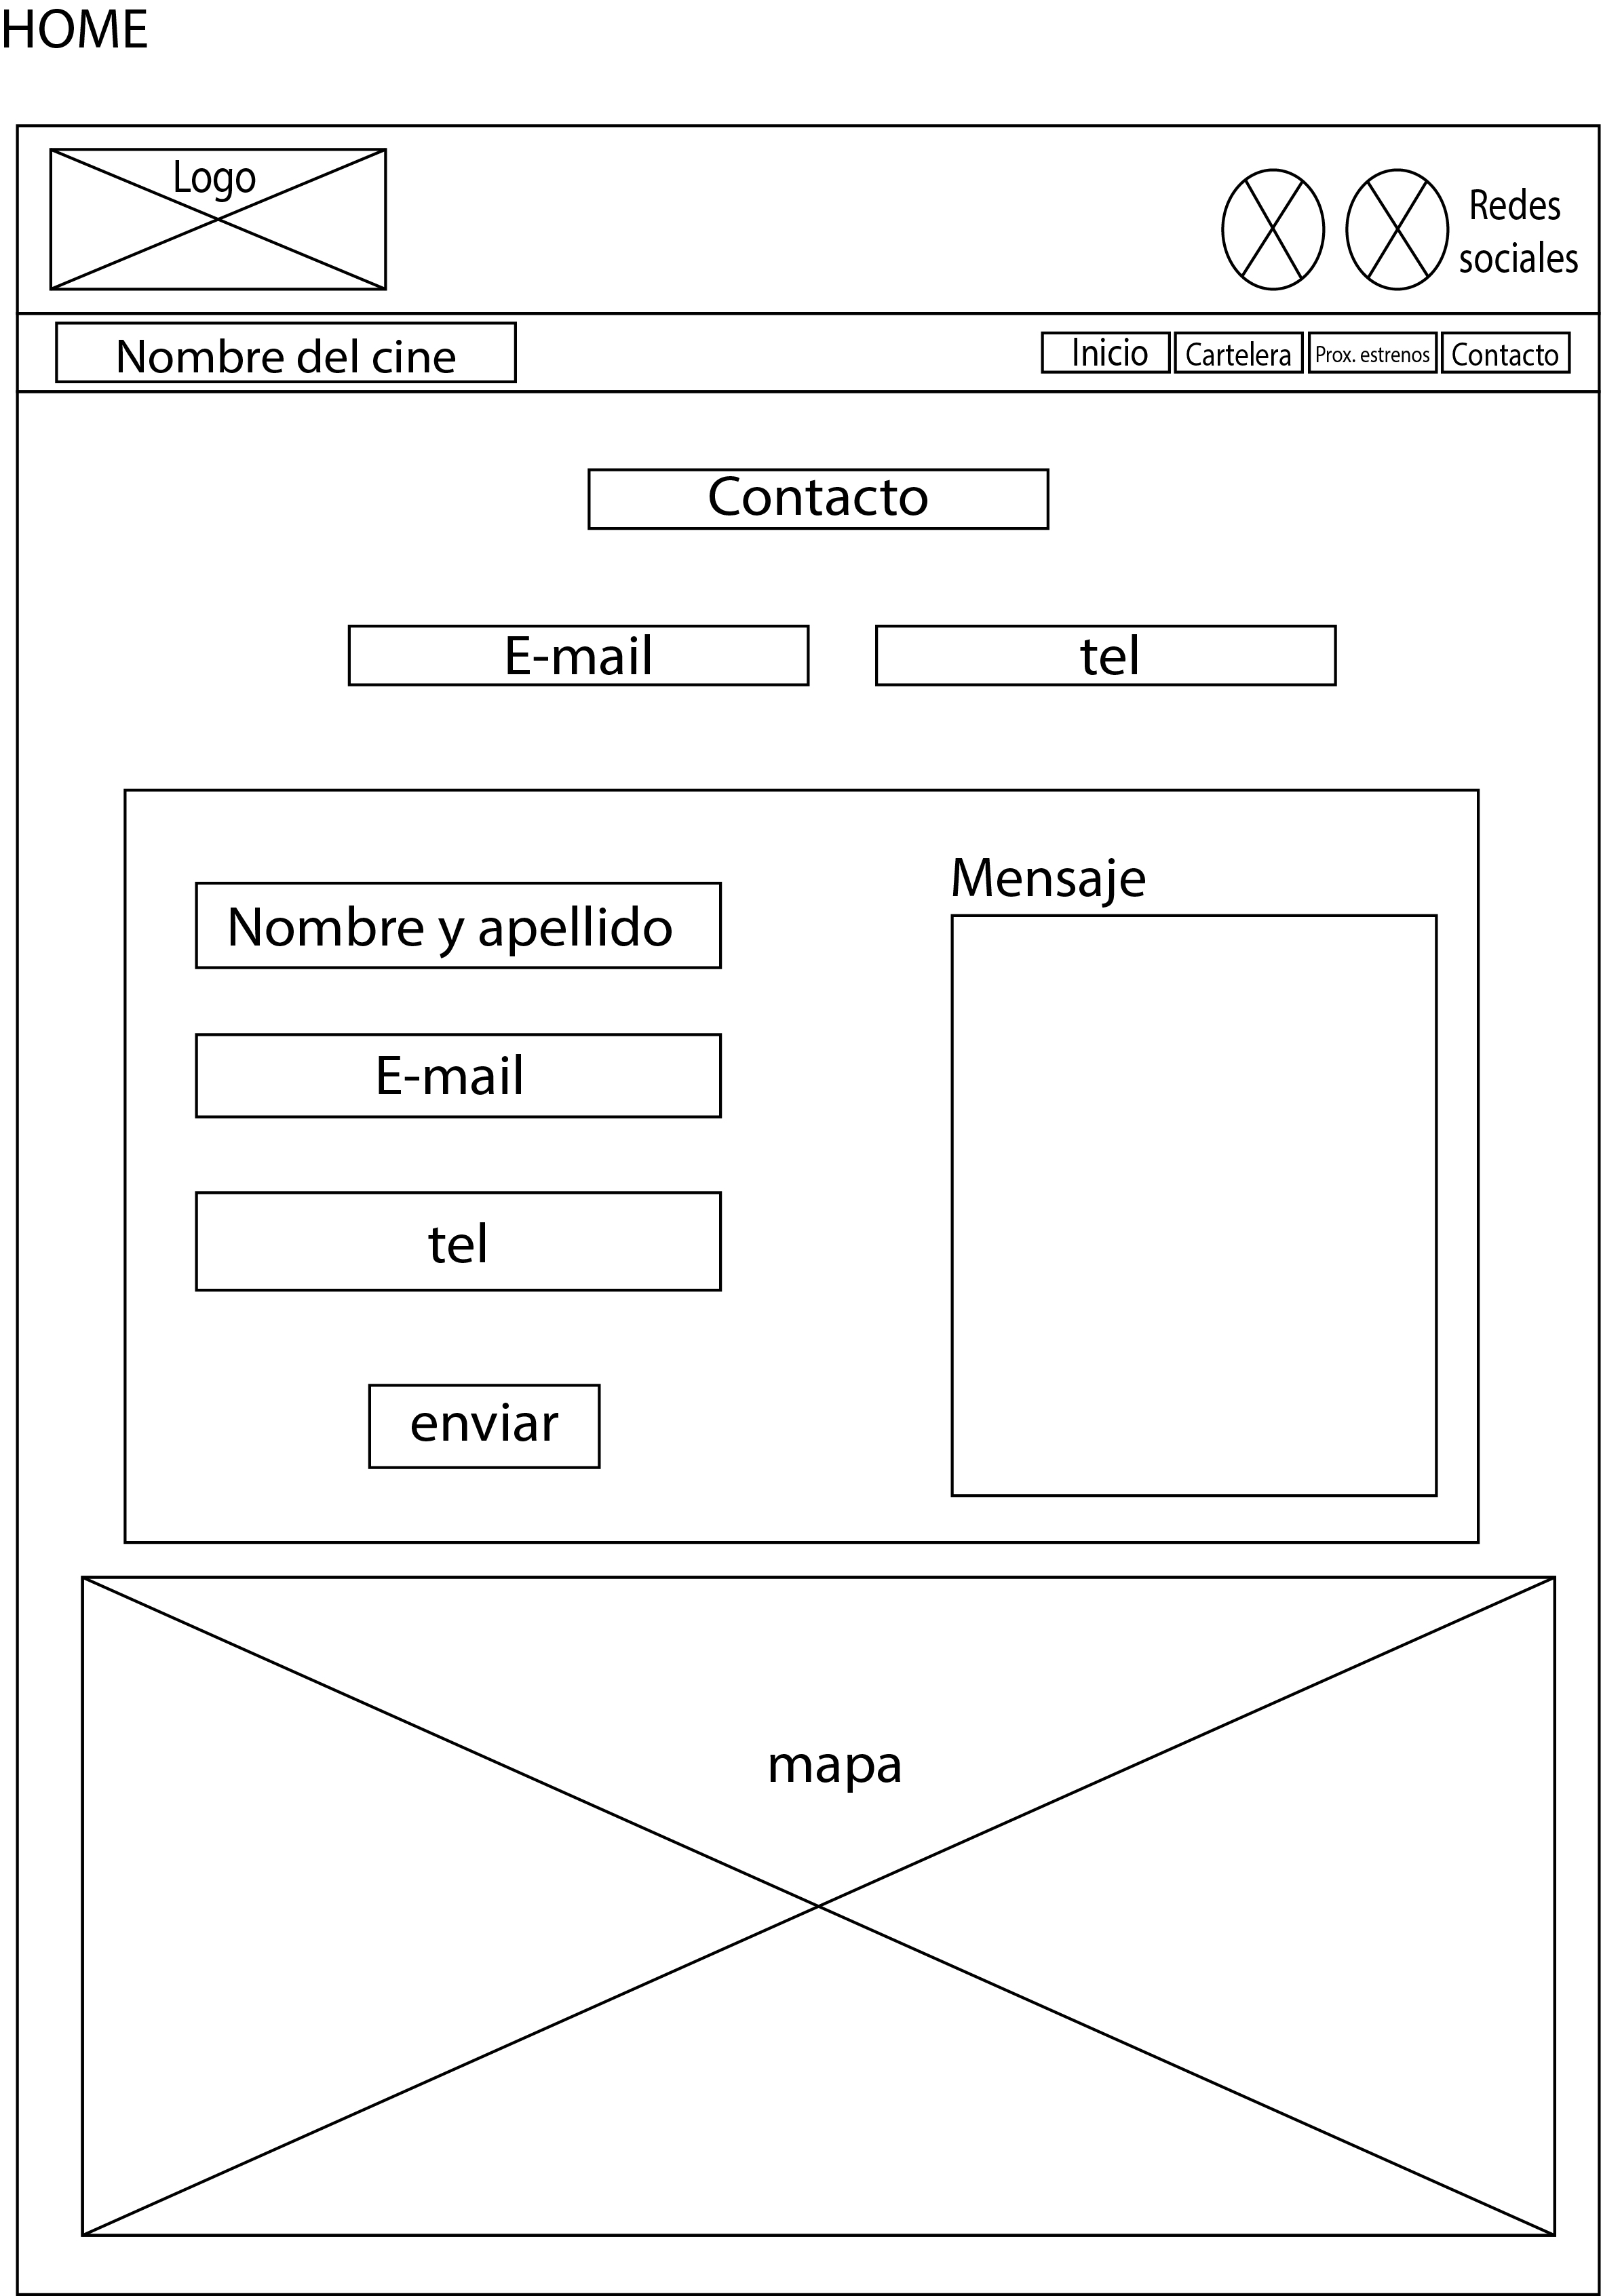 HOME
Logo
Redes
sociales
Nombre del cine
Inicio
Cartelera
Prox. estrenos
Contacto
Contacto
E-mail
tel
Nombre y apellido
E-mail
tel
enviar
Mensaje
mapa